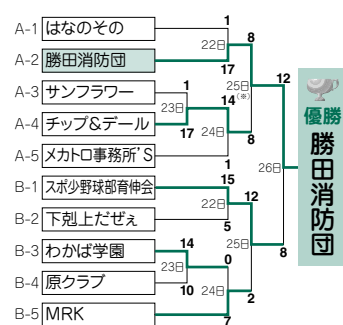 A-1 はなのその
1
22日
8
A-2 勝田消防団
17
25日
(※)
12
A-3 サンフラワー
1
23日
14
A-4 チップ&デール
17
24日
8
A-5 メカトロ事務所'S
1
26日
優勝
勝田消防団
B-1 スポ少野球部育伸会
15
22日
12
B-2 下剋上だぜぇ
5
25日
8
B-3 わかば学園
14
23日
0
B-4 原クラブ
10
24日
2
B-5 MRK
7